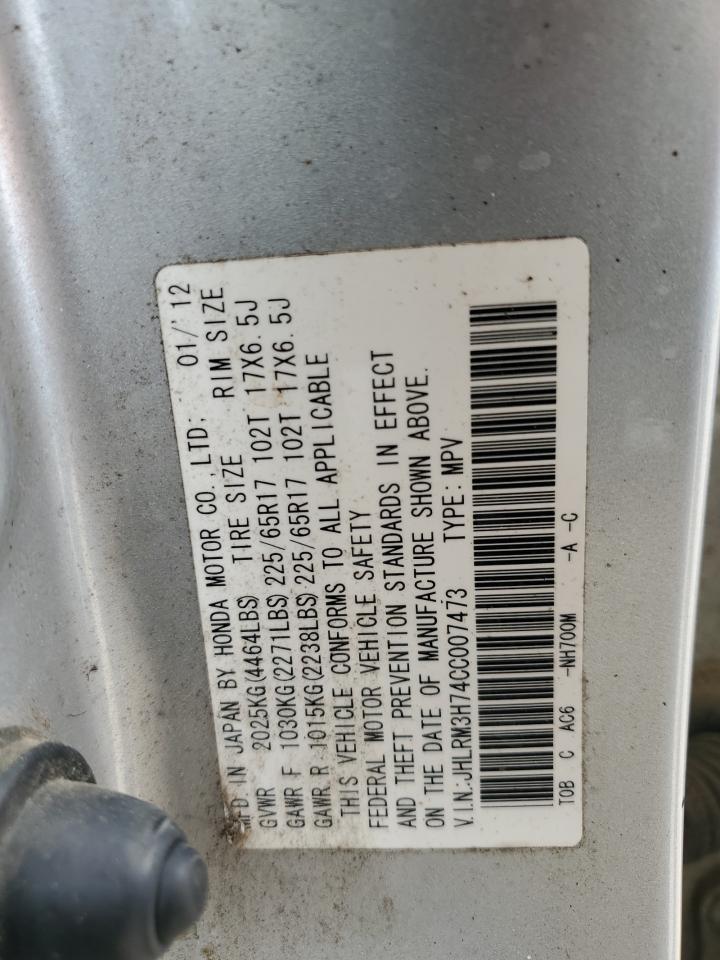 MFD. IN JAPAN BY HONDA MOTOR CO., LTD. 01/'12
GVWR 2025KG(4464LBS) TIRE SIZE RIM SIZE
GAWR F 1030KG(2271LBS) 225/65R17 102T 17X6.5J
GAWR R 1015KG(2238LBS) 225/65R17 102T 17X6.5J
THIS VEHICLE CONFORMS TO ALL APPLICABLE
FEDERAL MOTOR VEHICLE SAFETY
AND THEFT PREVENTION STANDARDS IN EFFECT
ON THE DATE OF MANUFACTURE SHOWN ABOVE.
V.I.N.:JHLRM3H74CC007473 TYPE:MPV
TOB C AC6 -NH700M -A -C